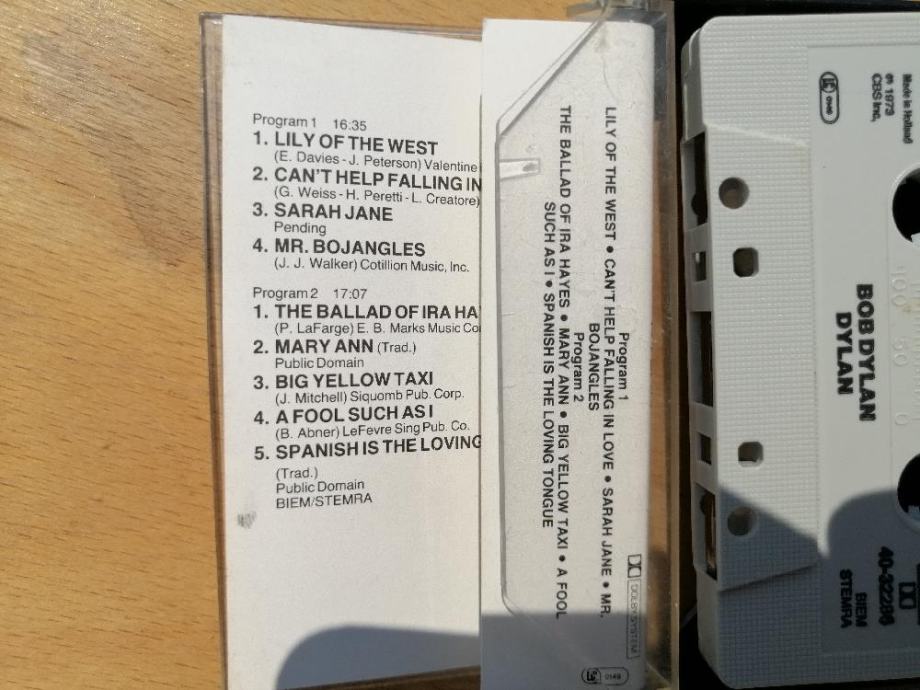 Program 1 16:35
1. LILY OF THE WEST
(E. Davies - J. Peterson) Valentine
2. CAN'T HELP FALLING IN
(G. Weiss - H. Peretti - L. Creatore)
3. SARAH JANE
Pending
4. MR. BOJANGLES
(J. J. Walker) Cotillion Music, Inc.
Program 2 17:07
1. THE BALLAD OF IRA HA
(P. LaFarge) E. B. Marks Music Co
2. MARY ANN (Trad.)
Public Domain
3. BIG YELLOW TAXI
(J. Mitchell) Siquomb Pub. Corp.
4. A FOOL SUCH AS I
(B. Abner) LeFevre Sing Pub. Co.
5. SPANISH IS THE LOVING
(Trad.)
Public Domain
BIEM/STEMRA
Program 1
LILY OF THE WEST • CAN'T HELP FALLING IN LOVE • SARAH JANE • MR.
BOJANGLES
Program 2
THE BALLAD OF IRA HAYES • MARY ANN • BIG YELLOW TAXI • A FOOL
SUCH AS I • SPANISH IS THE LOVING TONGUE
DOLBY SYSTEM
0149
Made in Holland
℗ 1973
CBS Inc.
BOB DYLAN
DYLAN
100 50 0
40-32286
BIEM
STEMRA